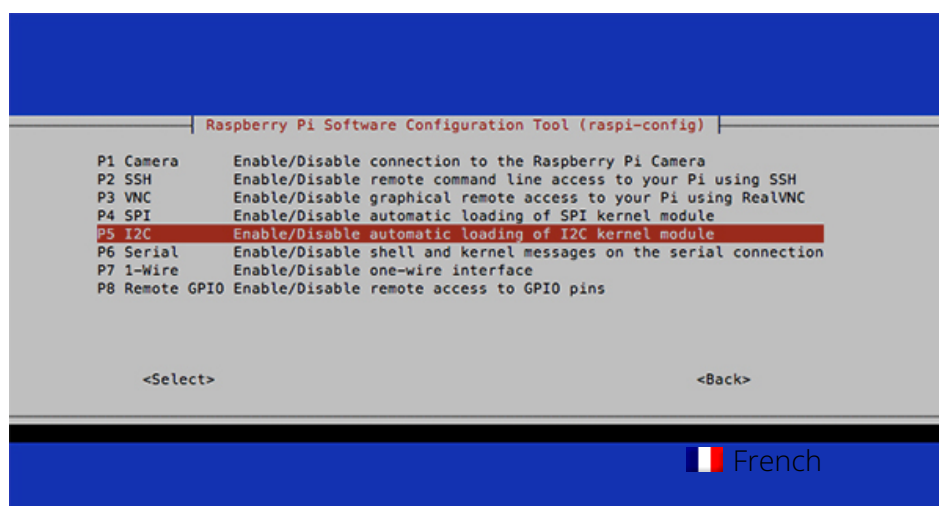 Raspberry Pi Software Configuration Tool (raspi-config)
P1 Camera Enable/Disable connection to the Raspberry Pi Camera
P2 SSH Enable/Disable remote command line access to your Pi using SSH
P3 VNC Enable/Disable graphical remote access to your Pi using RealVNC
P4 SPI Enable/Disable automatic loading of SPI kernel module
P5 I2C Enable/Disable automatic loading of I2C kernel module
P6 Serial Enable/Disable shell and kernel messages on the serial connection
P7 1-Wire Enable/Disable one-wire interface
P8 Remote GPIO Enable/Disable remote access to GPIO pins
<Select> <Back>
French